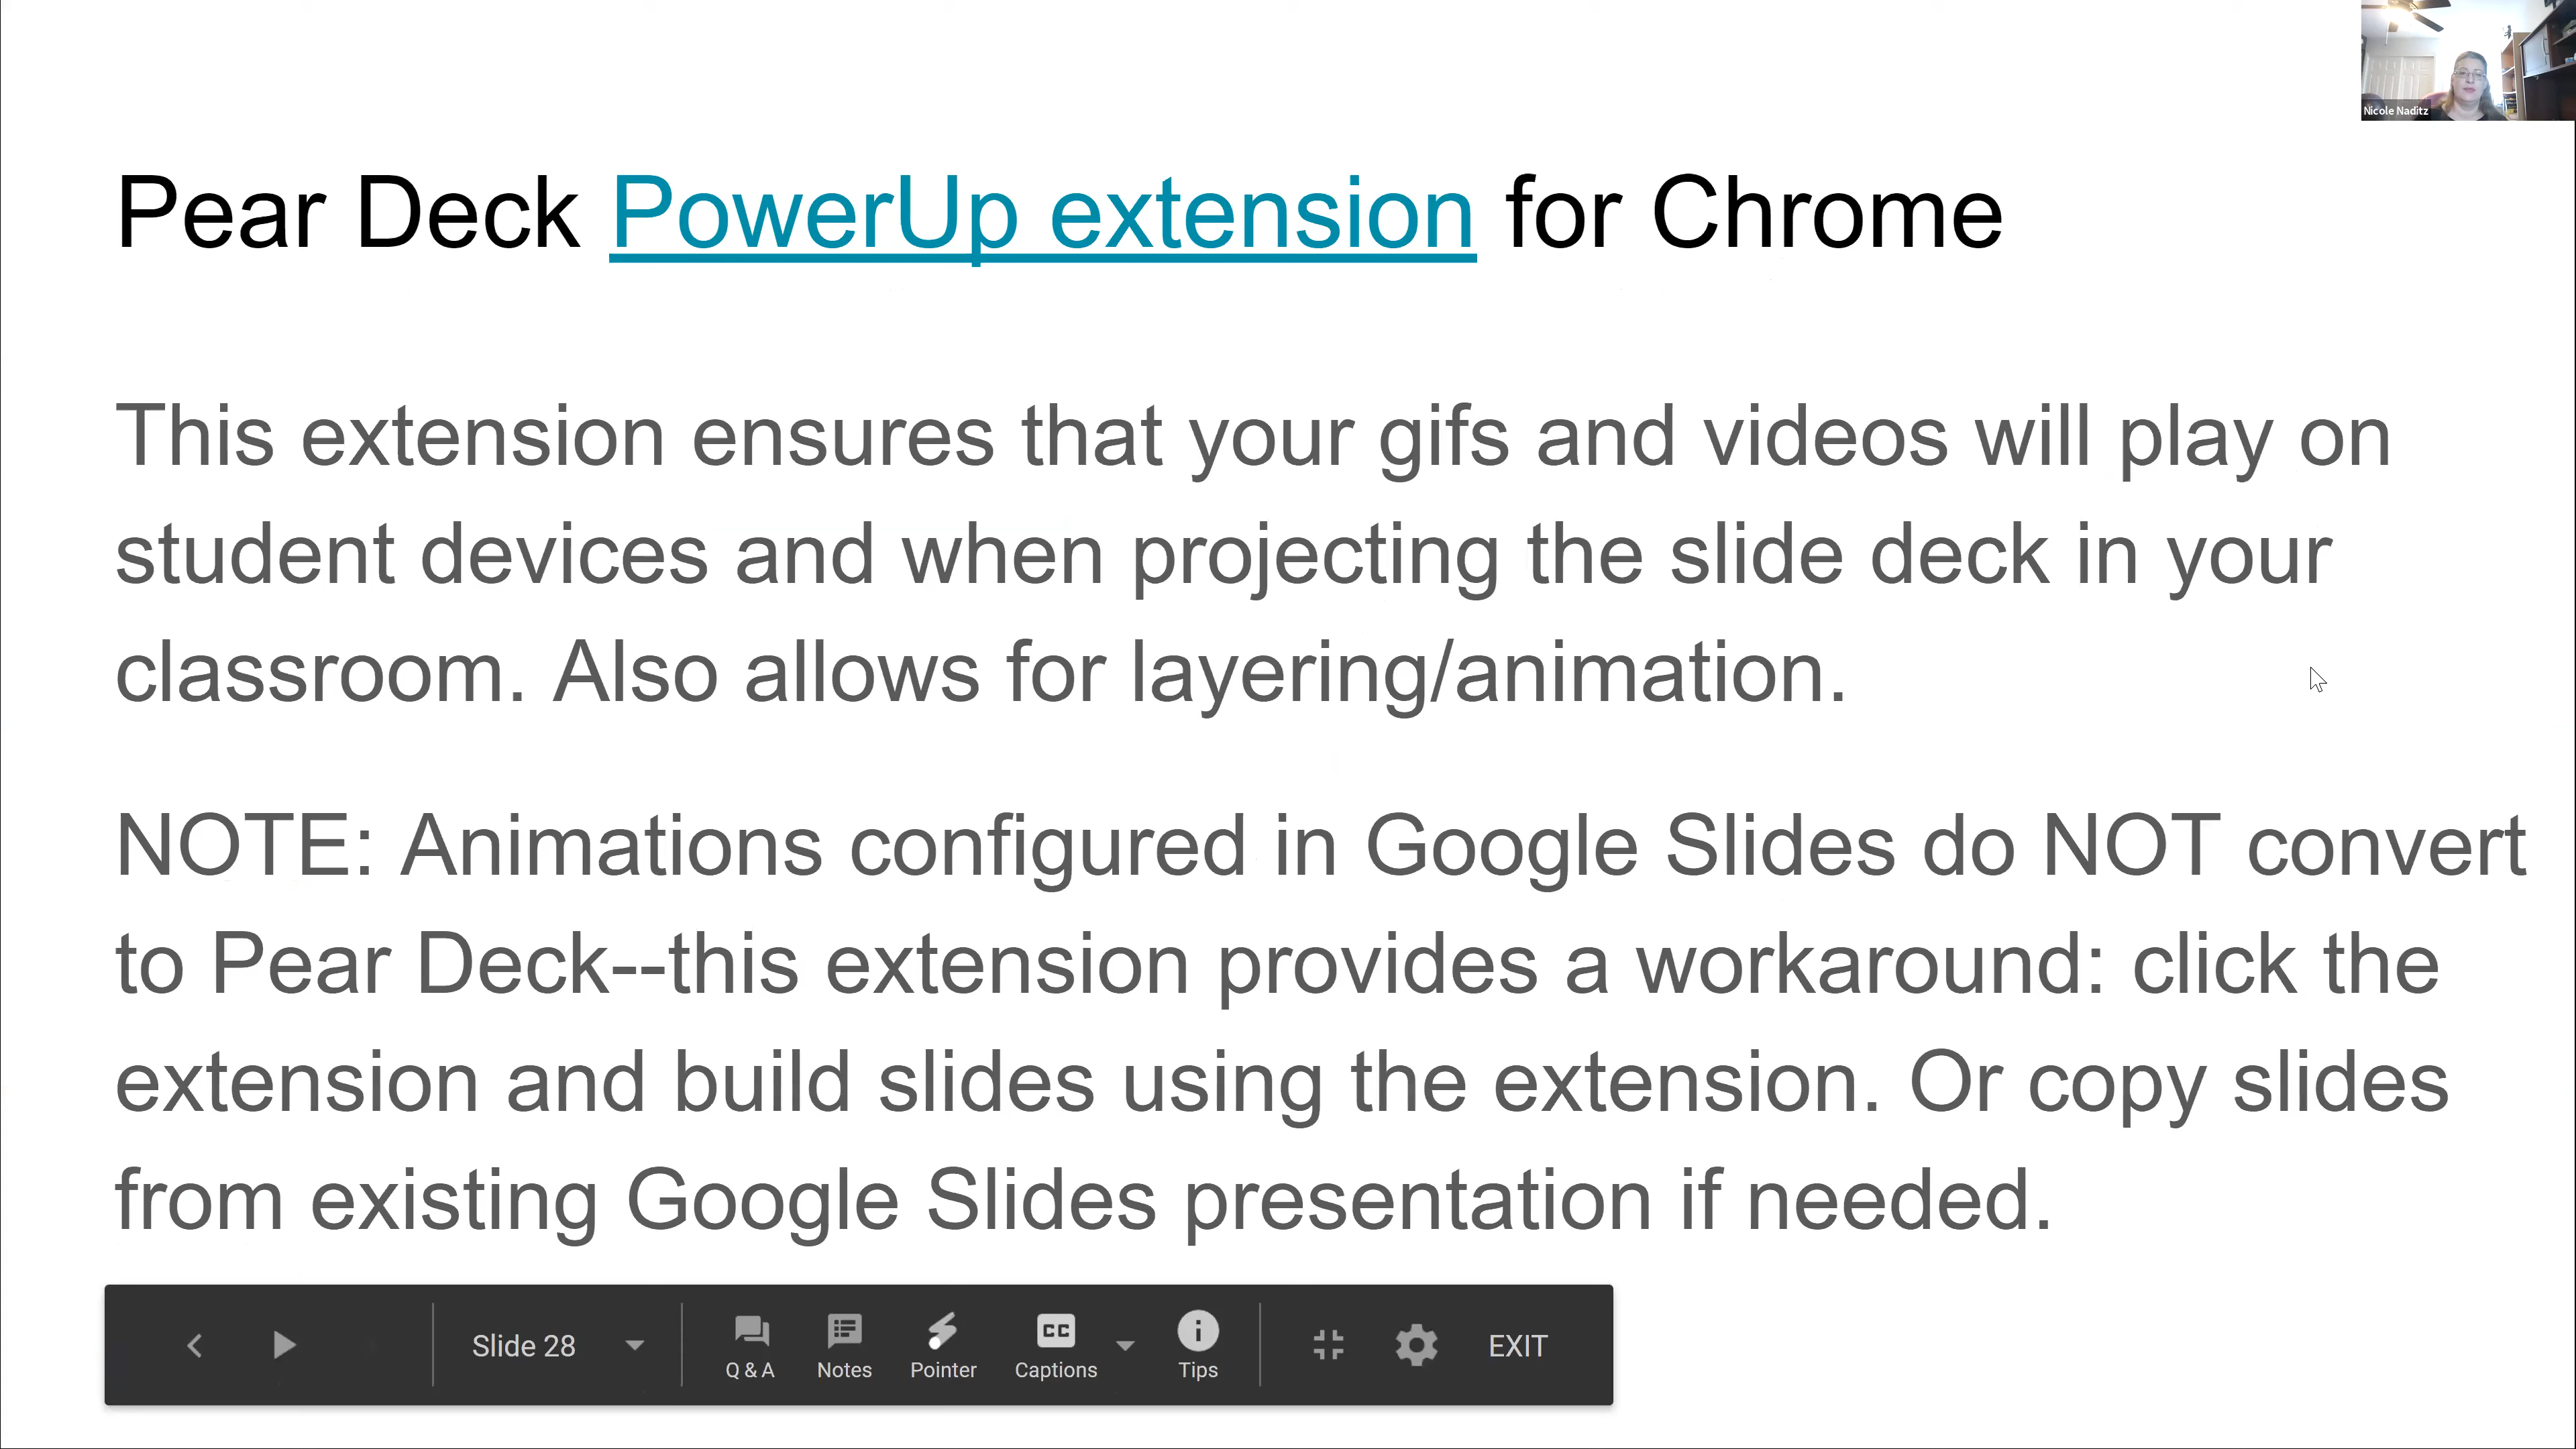 Nicole Naditz
Pear Deck PowerUp extension for Chrome
This extension ensures that your gifs and videos will play on
student devices and when projecting the slide deck in your
classroom. Also allows for layering/animation.
NOTE: Animations configured in Google Slides do NOT convert
to Pear Deck--this extension provides a workaround: click the
extension and build slides using the extension. Or copy slides
from existing Google Slides presentation if needed.
Slide 28
Q & A
Notes
Pointer
CC
Captions
Tips
EXIT